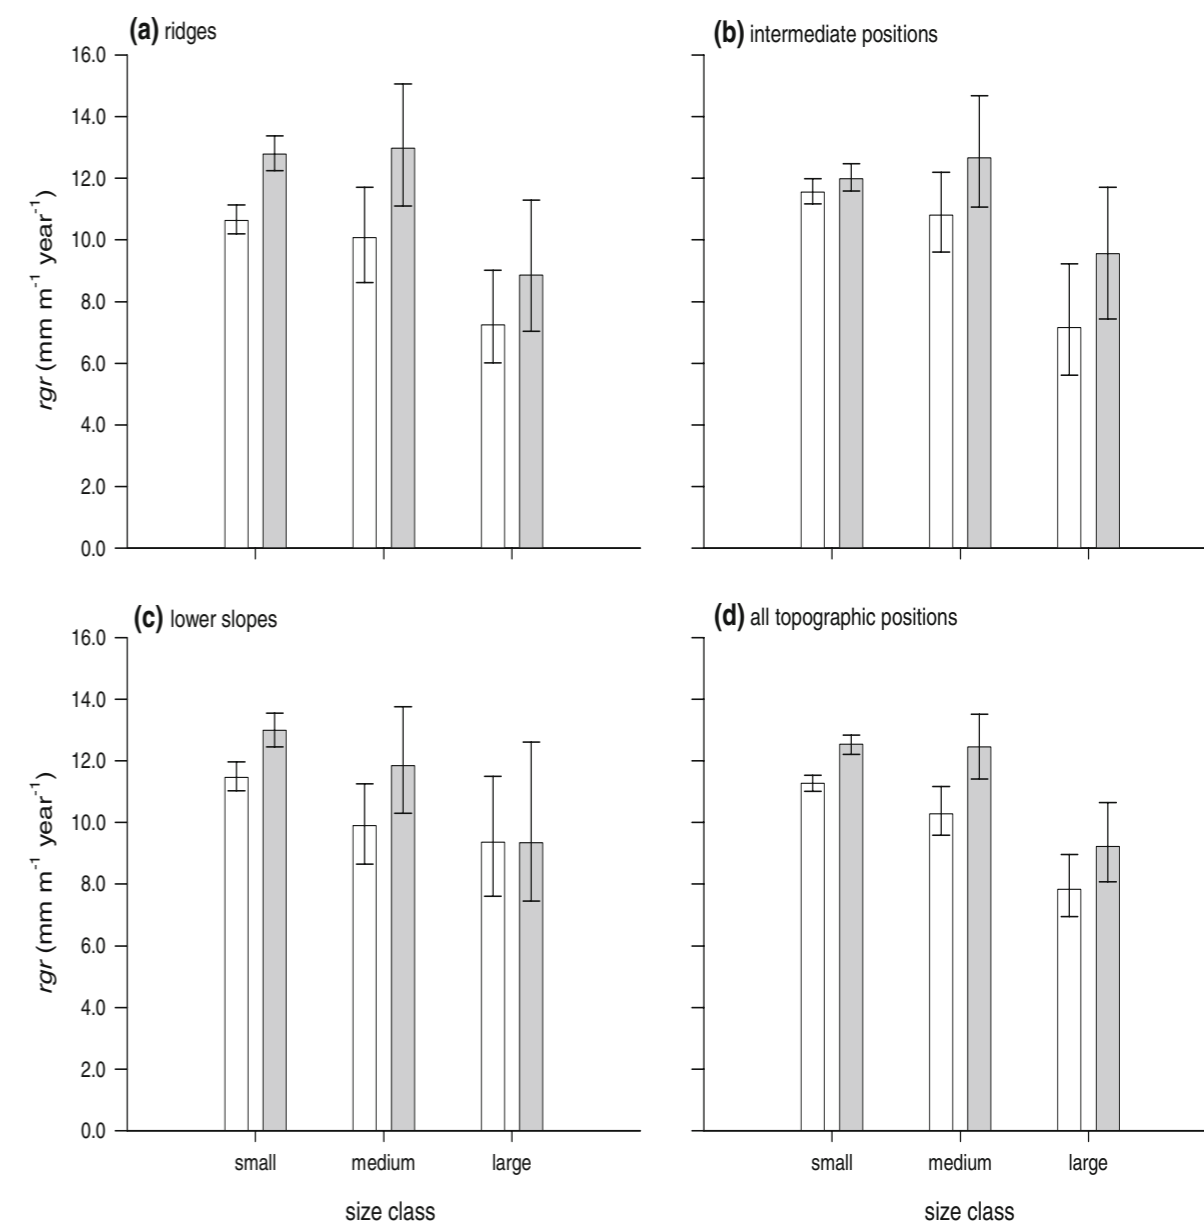 (a) ridges
16.0
14.0
12.0
10.0
8.0
6.0
4.0
2.0
0.0
rgr (mm m-1 year-1)
(b) intermediate positions
(c) lower slopes
16.0
14.0
12.0
10.0
8.0
6.0
4.0
2.0
0.0
rgr (mm m-1 year-1)
small medium large
size class
(d) all topographic positions
small medium large
size class